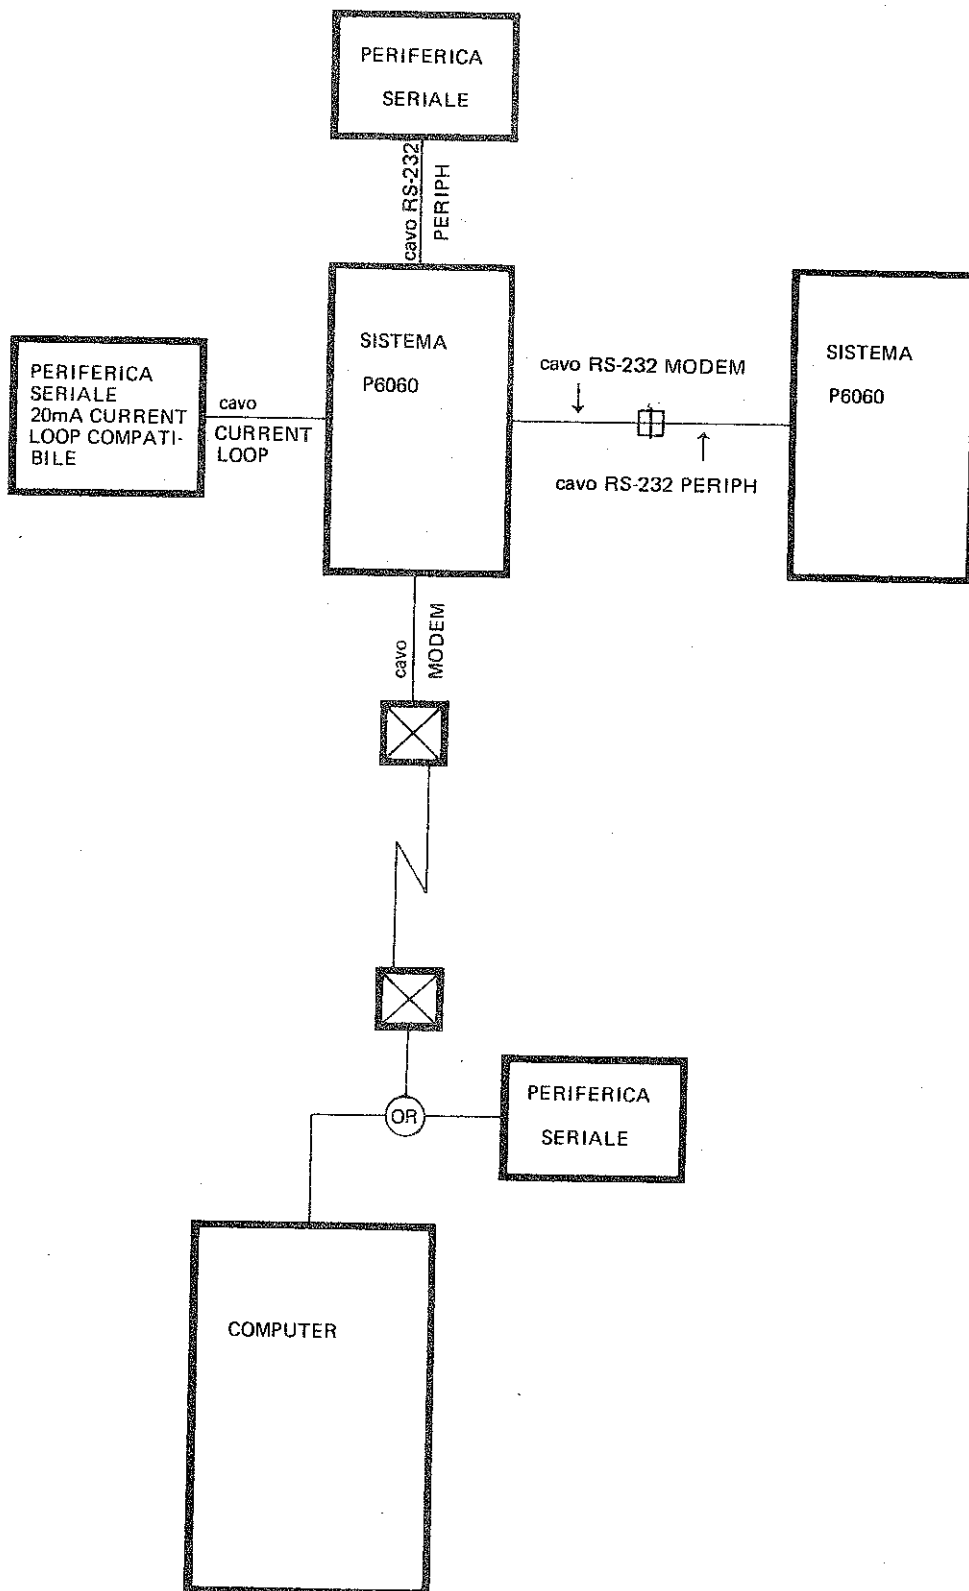 PERIFERICA
SERIALE
cavo RS-232
PERIPH
SISTEMA
P6060
SISTEMA
P6060
PERIFERICA
SERIALE
20mA CURRENT
LOOP COMPATI-
BILE
cavo
CURRENT
LOOP
cavo RS-232 MODEM
cavo RS-232 PERIPH
cavo
MODEM
OR
PERIFERICA
SERIALE
COMPUTER